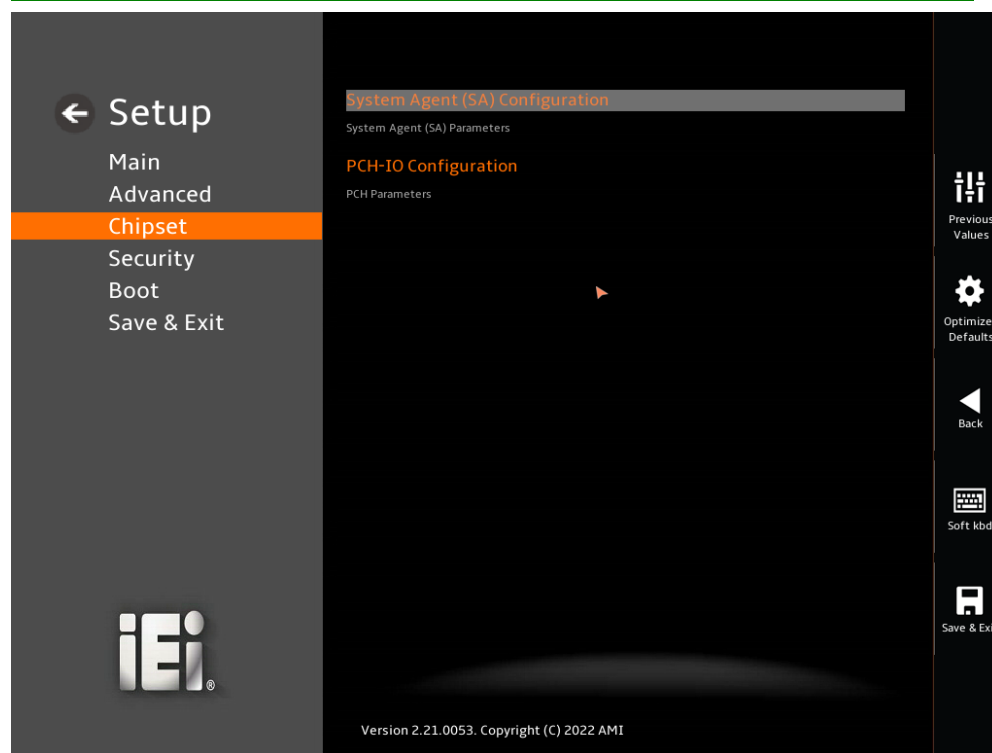 Setup
Main
Advanced
Chipset
Security
Boot
Save & Exit
System Agent (SA) Configuration
System Agent (SA) Parameters
PCH-IO Configuration
PCH Parameters
Previous
Values
Optimize
Defaults
Back
Soft kbd
Save & Exi
iEi®
Version 2.21.0053. Copyright (C) 2022 AMI